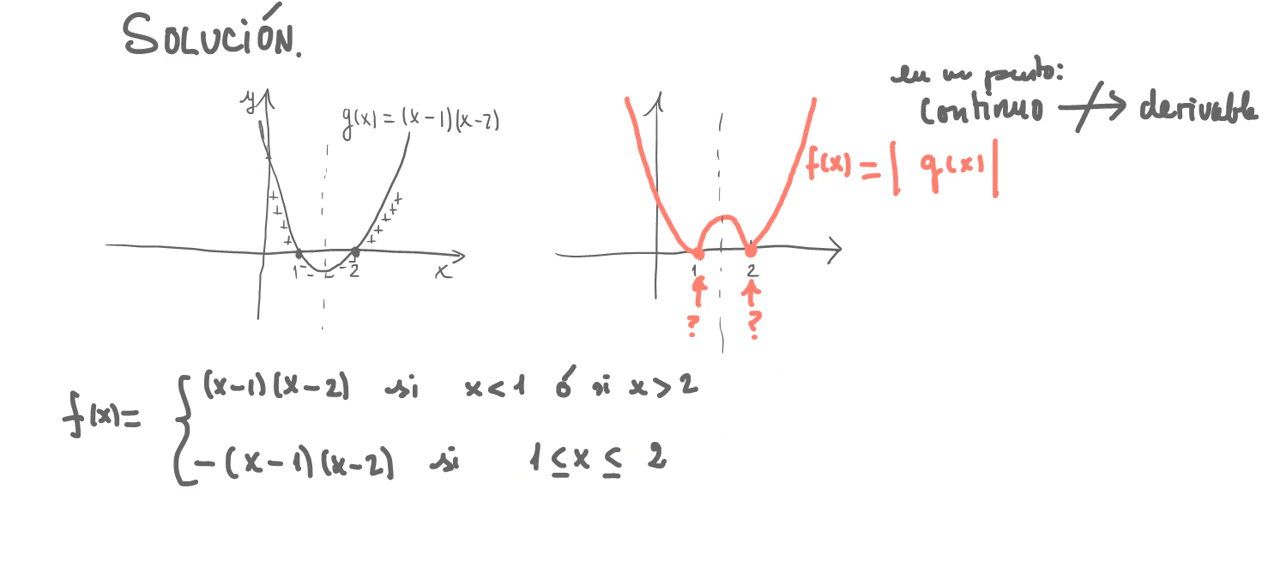 SOLUCIÓN.
y
g(x) = (x-1)(x-2)
+ + + +
+ + + + +
1 - - - - 2
x
en un punto:
continuo -/-> derivable
f(x) = | g(x) |
1 2
? ?
f(x) = { (x-1)(x-2) si x < 1 ó si x > 2
-(x-1)(x-2) si 1 ≤ x ≤ 2